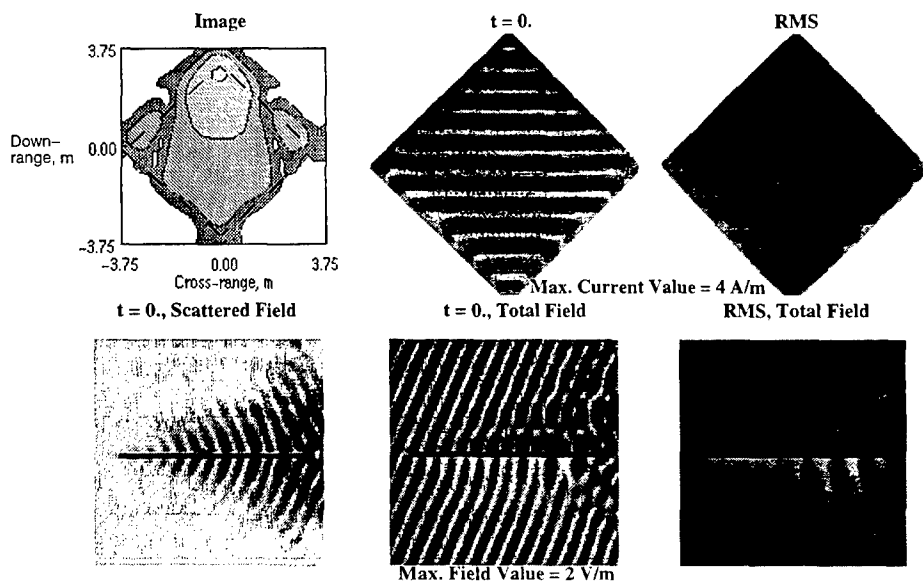 Image
t = 0.
RMS
3.75
Down–
range, m
0.00
–3.75
–3.75
0.00
3.75
Cross-range, m
Max. Current Value = 4 A/m
t = 0., Scattered Field
t = 0., Total Field
RMS, Total Field
Max. Field Value = 2 V/m